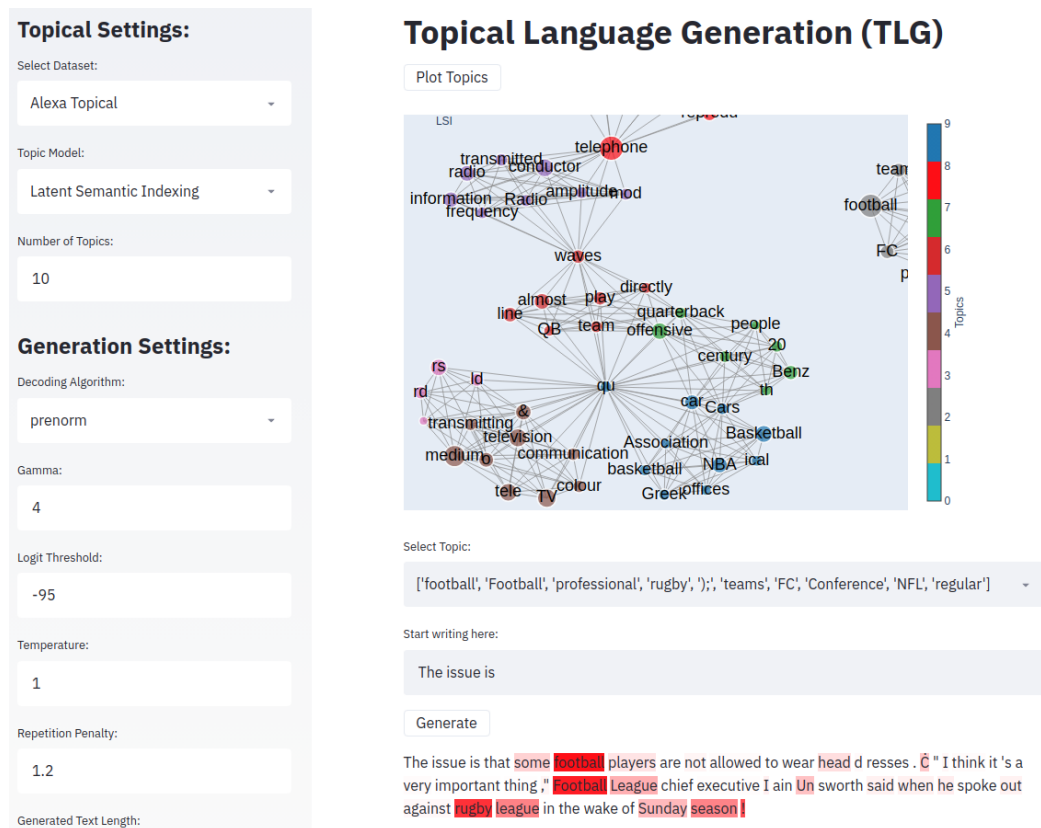 Topical Settings:
Select Dataset:
Alexa Topical
Topic Model:
Latent Semantic Indexing
Number of Topics:
10
Generation Settings:
Decoding Algorithm:
prenorm
Gamma:
4
Logit Threshold:
-95
Temperature:
1
Repetition Penalty:
1.2
Generated Text Length:
Topical Language Generation (TLG)
Plot Topics
LSI
telephone
transmitted
conductor
radio
information
Radio
amplitude
mod
frequency
team
football
FC
p
waves
directly
almost
play
line
quarterback
QB
team
offensive
people
20
century
Benz
th
rs
ld
rd
qu
car
Cars
&
transmitting
television
Association
Basketball
medium
o
communication
basketball
NBA
ical
tele
TV
colour
Greek
offices
9
8
7
6
5
4
3
2
1
0
Topics
Select Topic:
['football', 'Football', 'professional', 'rugby', ');', 'teams', 'FC', 'Conference', 'NFL', 'regular']
Start writing here:
The issue is
Generate
The issue is that some football players are not allowed to wear head d resses . Ċ " I think it 's a
very important thing ," Football League chief executive I ain Un sworth said when he spoke out
against rugby league in the wake of Sunday season !